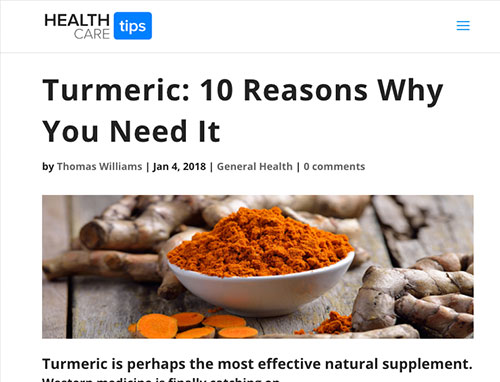 HEALTH
CARE tips
Turmeric: 10 Reasons Why
You Need It
by Thomas Williams | Jan 4, 2018 | General Health | 0 comments
Turmeric is perhaps the most effective natural supplement.
Western medicine is finally catching on